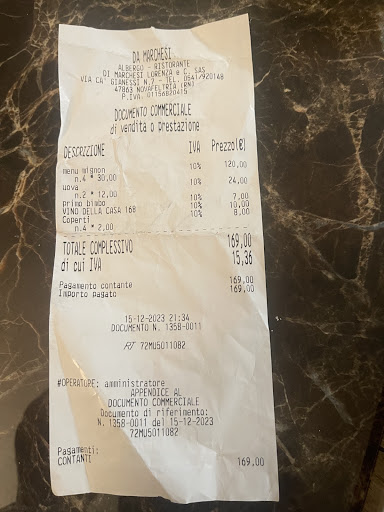 DA MARCHESI
ALBERGO - RISTORANTE
DI MARCHESI LORENZA e C. SAS
VIA CA' GIANESSI N.7 - TEL. 0541/920148
47863 NOVAFELTRIA (RN)
P.IVA. 01156820415
DOCUMENTO COMMERCIALE
di vendita o prestazione
DESCRIZIONE IVA Prezzo(€)
menu mignon 10% 120,00
n.4 * 30,00
uova 10% 24,00
n.2 * 12,00
primo bimbo 10% 7,00
VINO DELLA CASA 168 10% 10,00
Coperti 10% 8,00
n.4 * 2,00
TOTALE COMPLESSIVO 169,00
di cui IVA 15,36
Pagamento contante 169,00
Importo pagato 169,00
15-12-2023 21:34
DOCUMENTO N. 1358-0011
RT 72MU5011082
#OPERATORE: amministratore
APPENDICE AL
DOCUMENTO COMMERCIALE
Documento di riferimento:
N. 1358-0011 del 15-12-2023
72MU5011082
Pagamenti:
CONTANTI 169,00